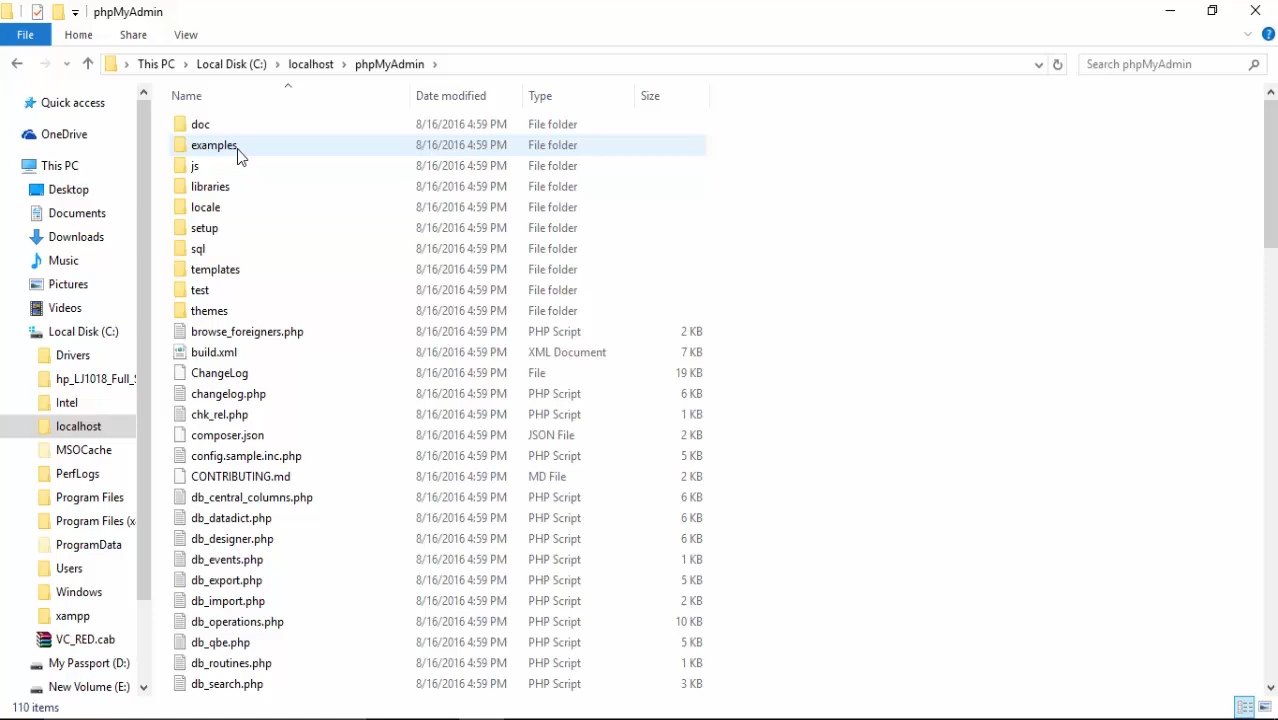 phpMyAdmin
File Home Share View
This PC Local Disk (C:) localhost phpMyAdmin Search phpMyAdmin
Quick access
OneDrive
This PC
Desktop
Documents
Downloads
Music
Pictures
Videos
Local Disk (C:)
Drivers
hp_LJ1018_Full_S
Intel
localhost
MSOCache
PerfLogs
Program Files
Program Files (x
ProgramData
Users
Windows
xampp
VC_RED.cab
My Passport (D:)
New Volume (E:)
Name Date modified Type Size
doc 8/16/2016 4:59 PM File folder
examples 8/16/2016 4:59 PM File folder
js 8/16/2016 4:59 PM File folder
libraries 8/16/2016 4:59 PM File folder
locale 8/16/2016 4:59 PM File folder
setup 8/16/2016 4:59 PM File folder
sql 8/16/2016 4:59 PM File folder
templates 8/16/2016 4:59 PM File folder
test 8/16/2016 4:59 PM File folder
themes 8/16/2016 4:59 PM File folder
browse_foreigners.php 8/16/2016 4:59 PM PHP Script 2 KB
build.xml 8/16/2016 4:59 PM XML Document 7 KB
ChangeLog 8/16/2016 4:59 PM File 19 KB
changelog.php 8/16/2016 4:59 PM PHP Script 6 KB
chk_rel.php 8/16/2016 4:59 PM PHP Script 1 KB
composer.json 8/16/2016 4:59 PM JSON File 2 KB
config.sample.inc.php 8/16/2016 4:59 PM PHP Script 5 KB
CONTRIBUTING.md 8/16/2016 4:59 PM MD File 2 KB
db_central_columns.php 8/16/2016 4:59 PM PHP Script 6 KB
db_datadict.php 8/16/2016 4:59 PM PHP Script 6 KB
db_designer.php 8/16/2016 4:59 PM PHP Script 6 KB
db_events.php 8/16/2016 4:59 PM PHP Script 1 KB
db_export.php 8/16/2016 4:59 PM PHP Script 5 KB
db_import.php 8/16/2016 4:59 PM PHP Script 2 KB
db_operations.php 8/16/2016 4:59 PM PHP Script 10 KB
db_qbe.php 8/16/2016 4:59 PM PHP Script 5 KB
db_routines.php 8/16/2016 4:59 PM PHP Script 1 KB
db_search.php 8/16/2016 4:59 PM PHP Script 3 KB
110 items